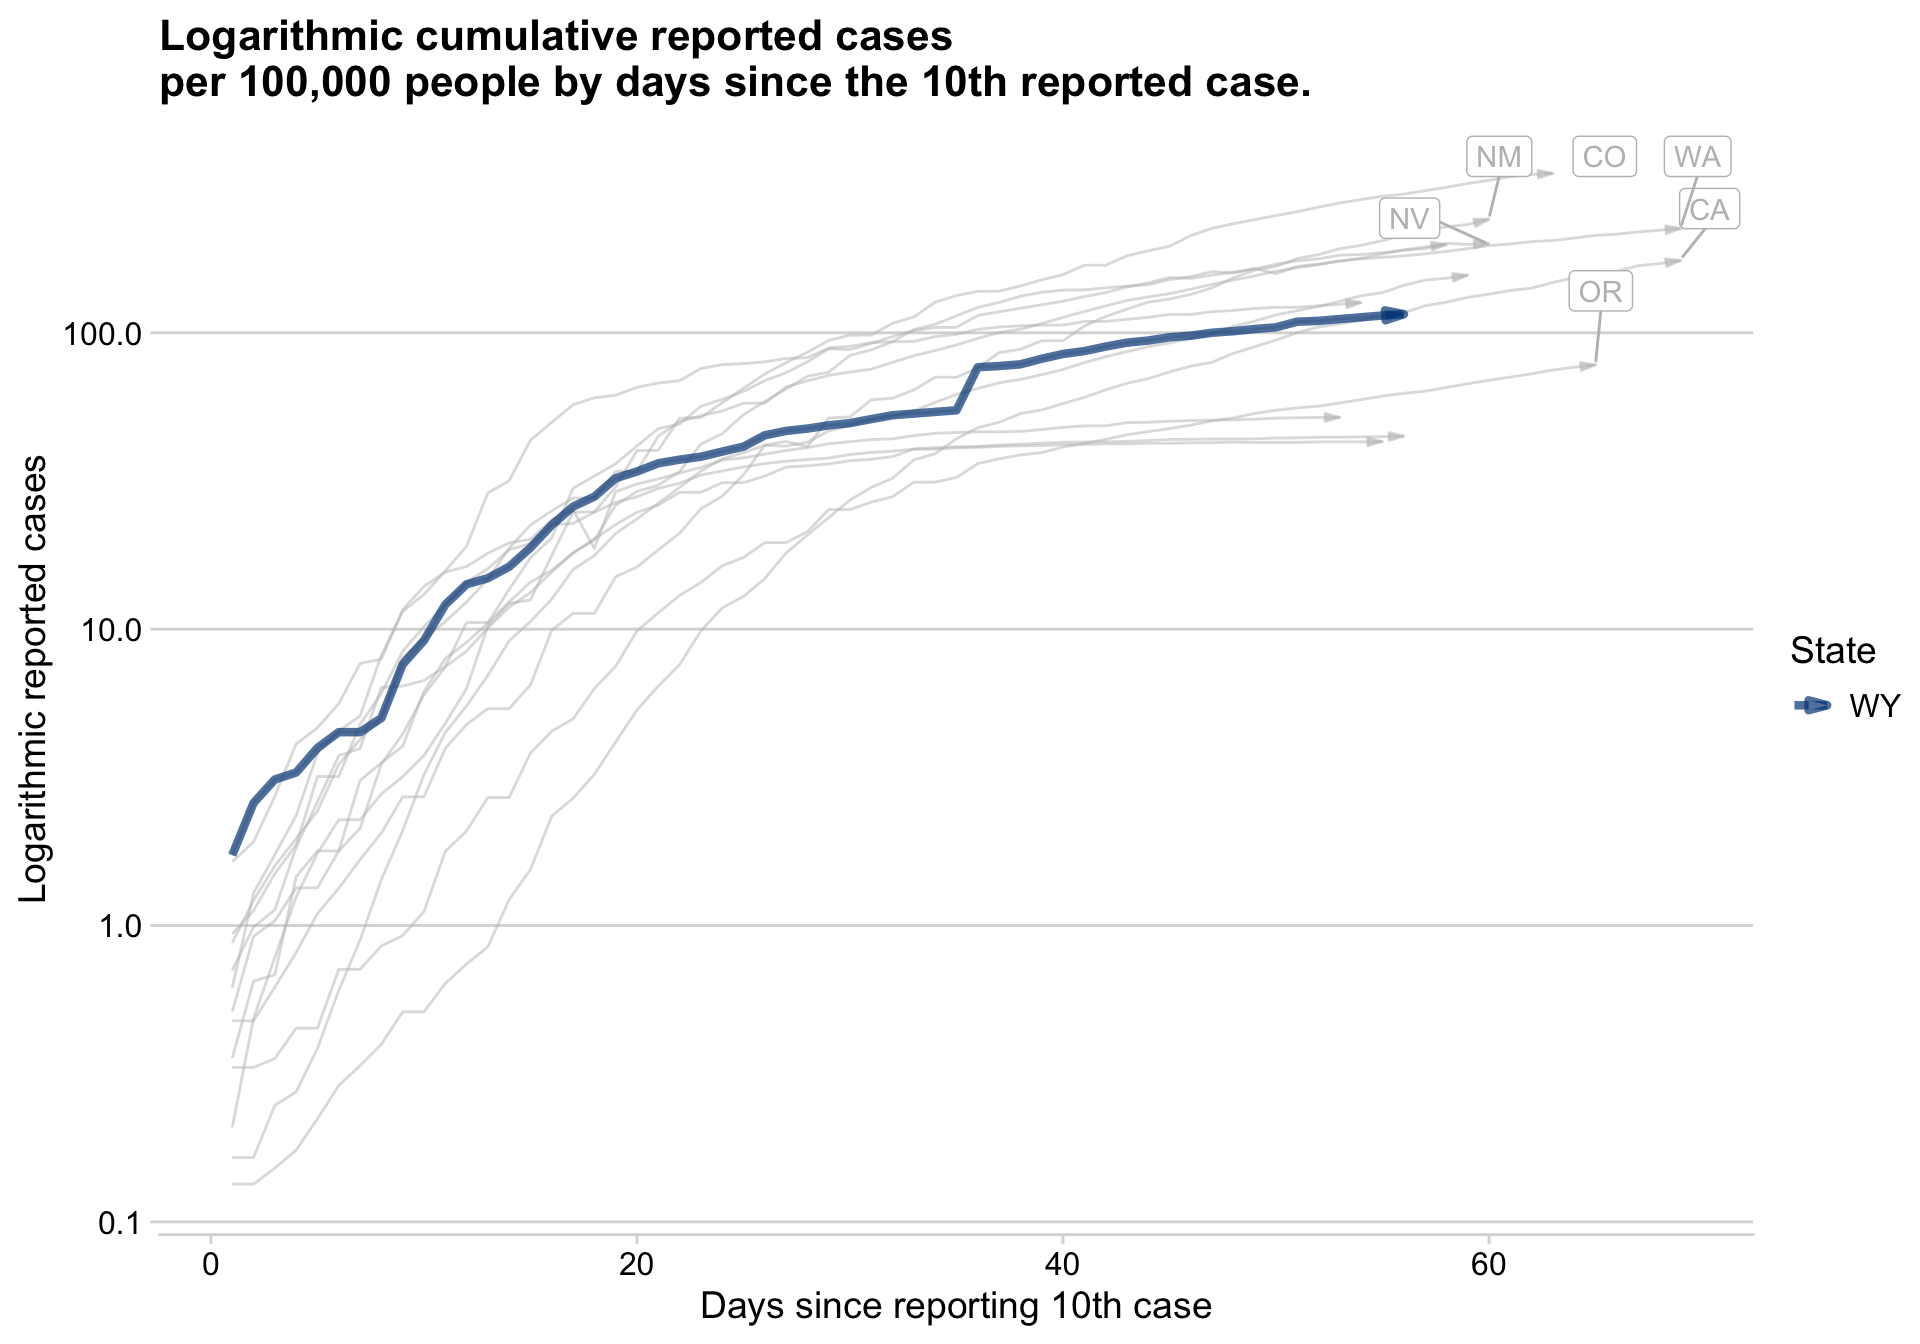 Logarithmic cumulative reported cases
per 100,000 people by days since the 10th reported case.
NM
CO
WA
NV
CA
OR
100.0
10.0
1.0
0.1
Logarithmic reported cases
0
20
40
60
Days since reporting 10th case
State
WY